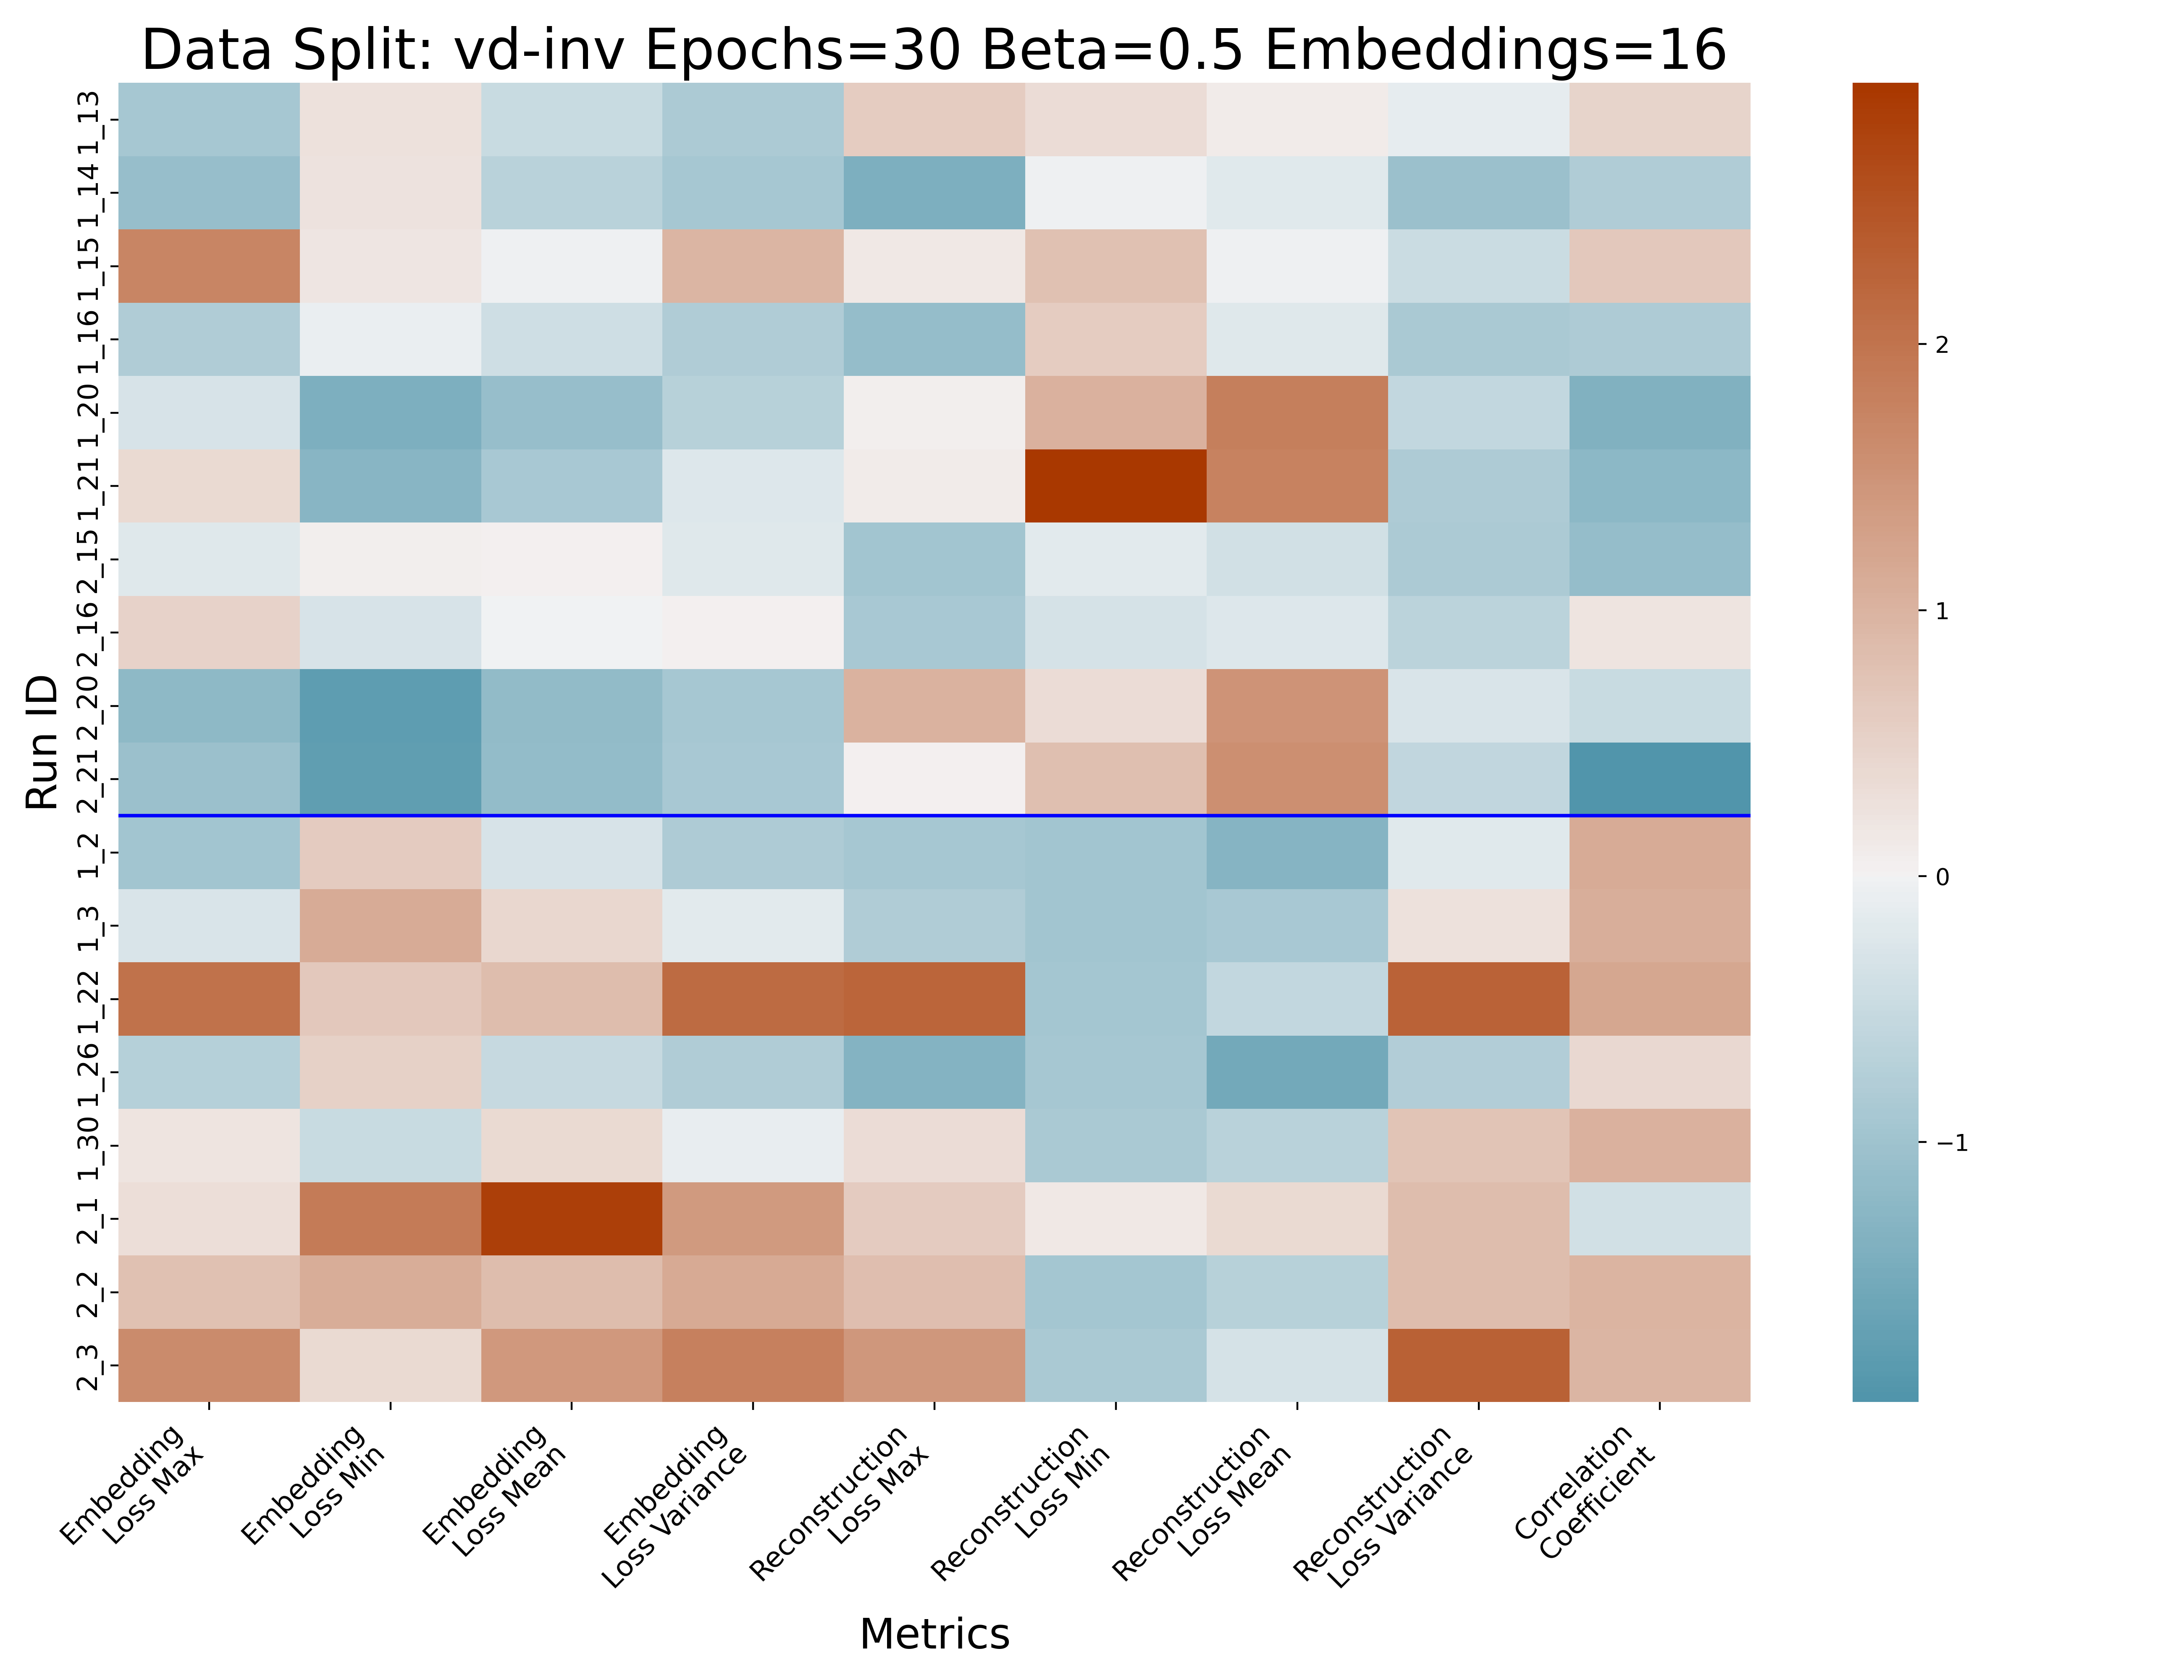 Data Split: vd-inv Epochs=30 Beta=0.5 Embeddings=16
Run ID
1_13
1_14
1_15
1_16
1_20
1_21
2_15
2_16
2_20
2_21
1_2
1_3
1_22
1_26
1_30
2_1
2_2
2_3
2
1
0
−1
Embedding
Loss Max
Embedding
Loss Min
Embedding
Loss Mean
Embedding
Loss Variance
Reconstruction
Loss Max
Reconstruction
Loss Min
Reconstruction
Loss Mean
Reconstruction
Loss Variance
Correlation
Coefficient
Metrics